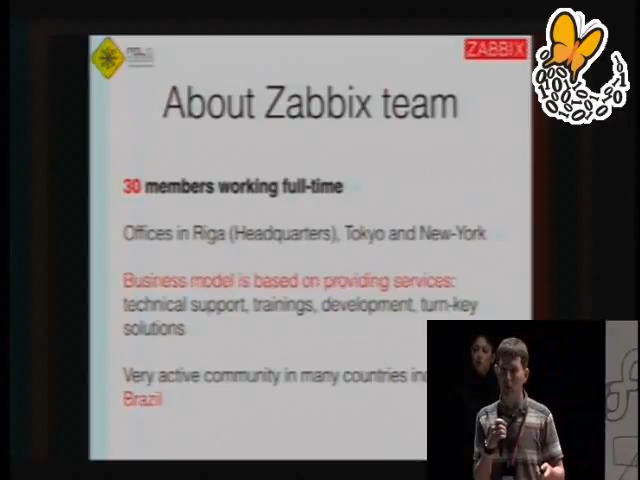 ZABBIX
About Zabbix team
30 members working full-time
Offices in Riga (Headquarters), Tokyo and New-York
Business model is based on providing services:
technical support, trainings, development, turn-key
solutions
Very active community in many countries
Brazil